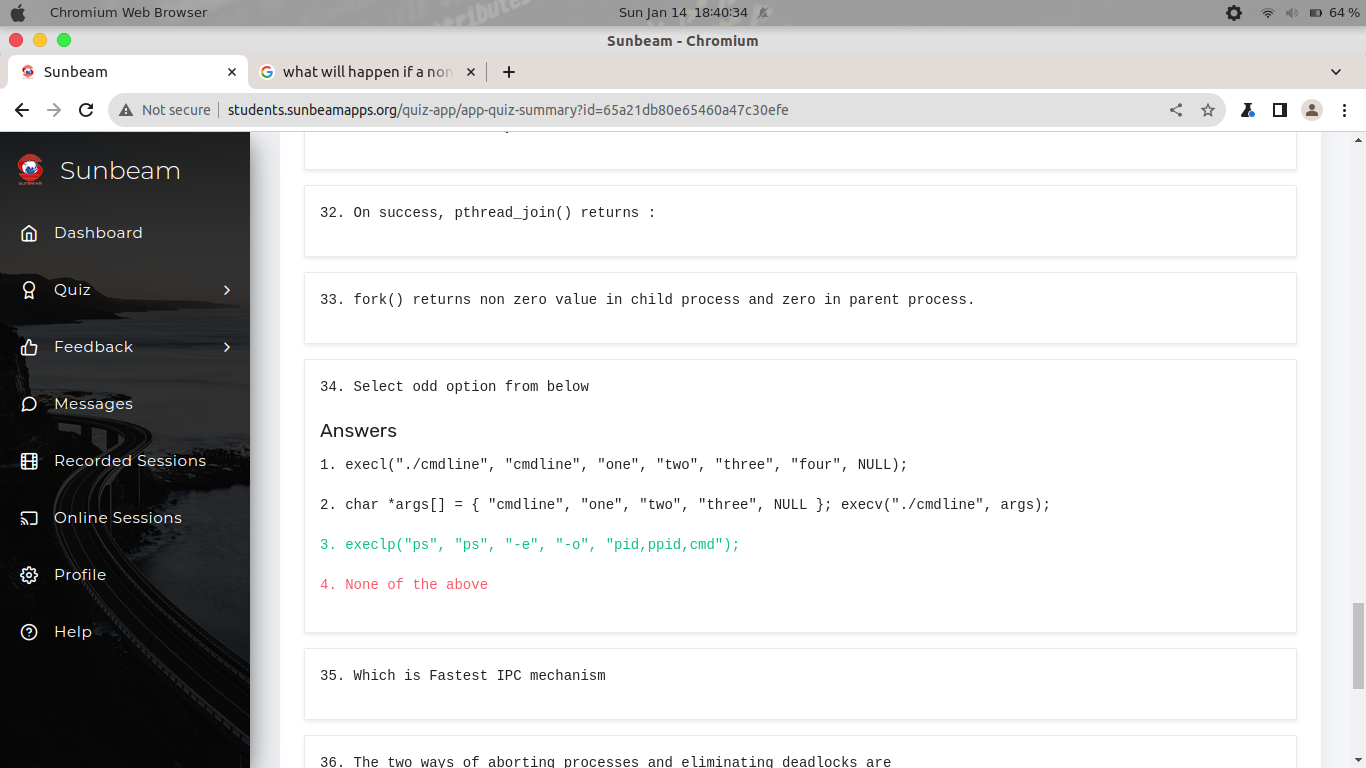 Chromium Web Browser
Sun Jan 14 18:40:34
64 %
Sunbeam - Chromium
Sunbeam
what will happen if a non
Not secure
students.sunbeamapps.org/quiz-app/app-quiz-summary?id=65a21db80e65460a47c30efe
Sunbeam
Dashboard
Quiz
Feedback
Messages
Recorded Sessions
Online Sessions
Profile
Help
32. On success, pthread_join() returns :
33. fork() returns non zero value in child process and zero in parent process.
34. Select odd option from below
Answers
1. execl("./cmdline", "cmdline", "one", "two", "three", "four", NULL);
2. char *args[] = { "cmdline", "one", "two", "three", NULL }; execv("./cmdline", args);
3. execlp("ps", "ps", "-e", "-o", "pid,ppid,cmd");
4. None of the above
35. Which is Fastest IPC mechanism
36. The two ways of aborting processes and eliminating deadlocks are